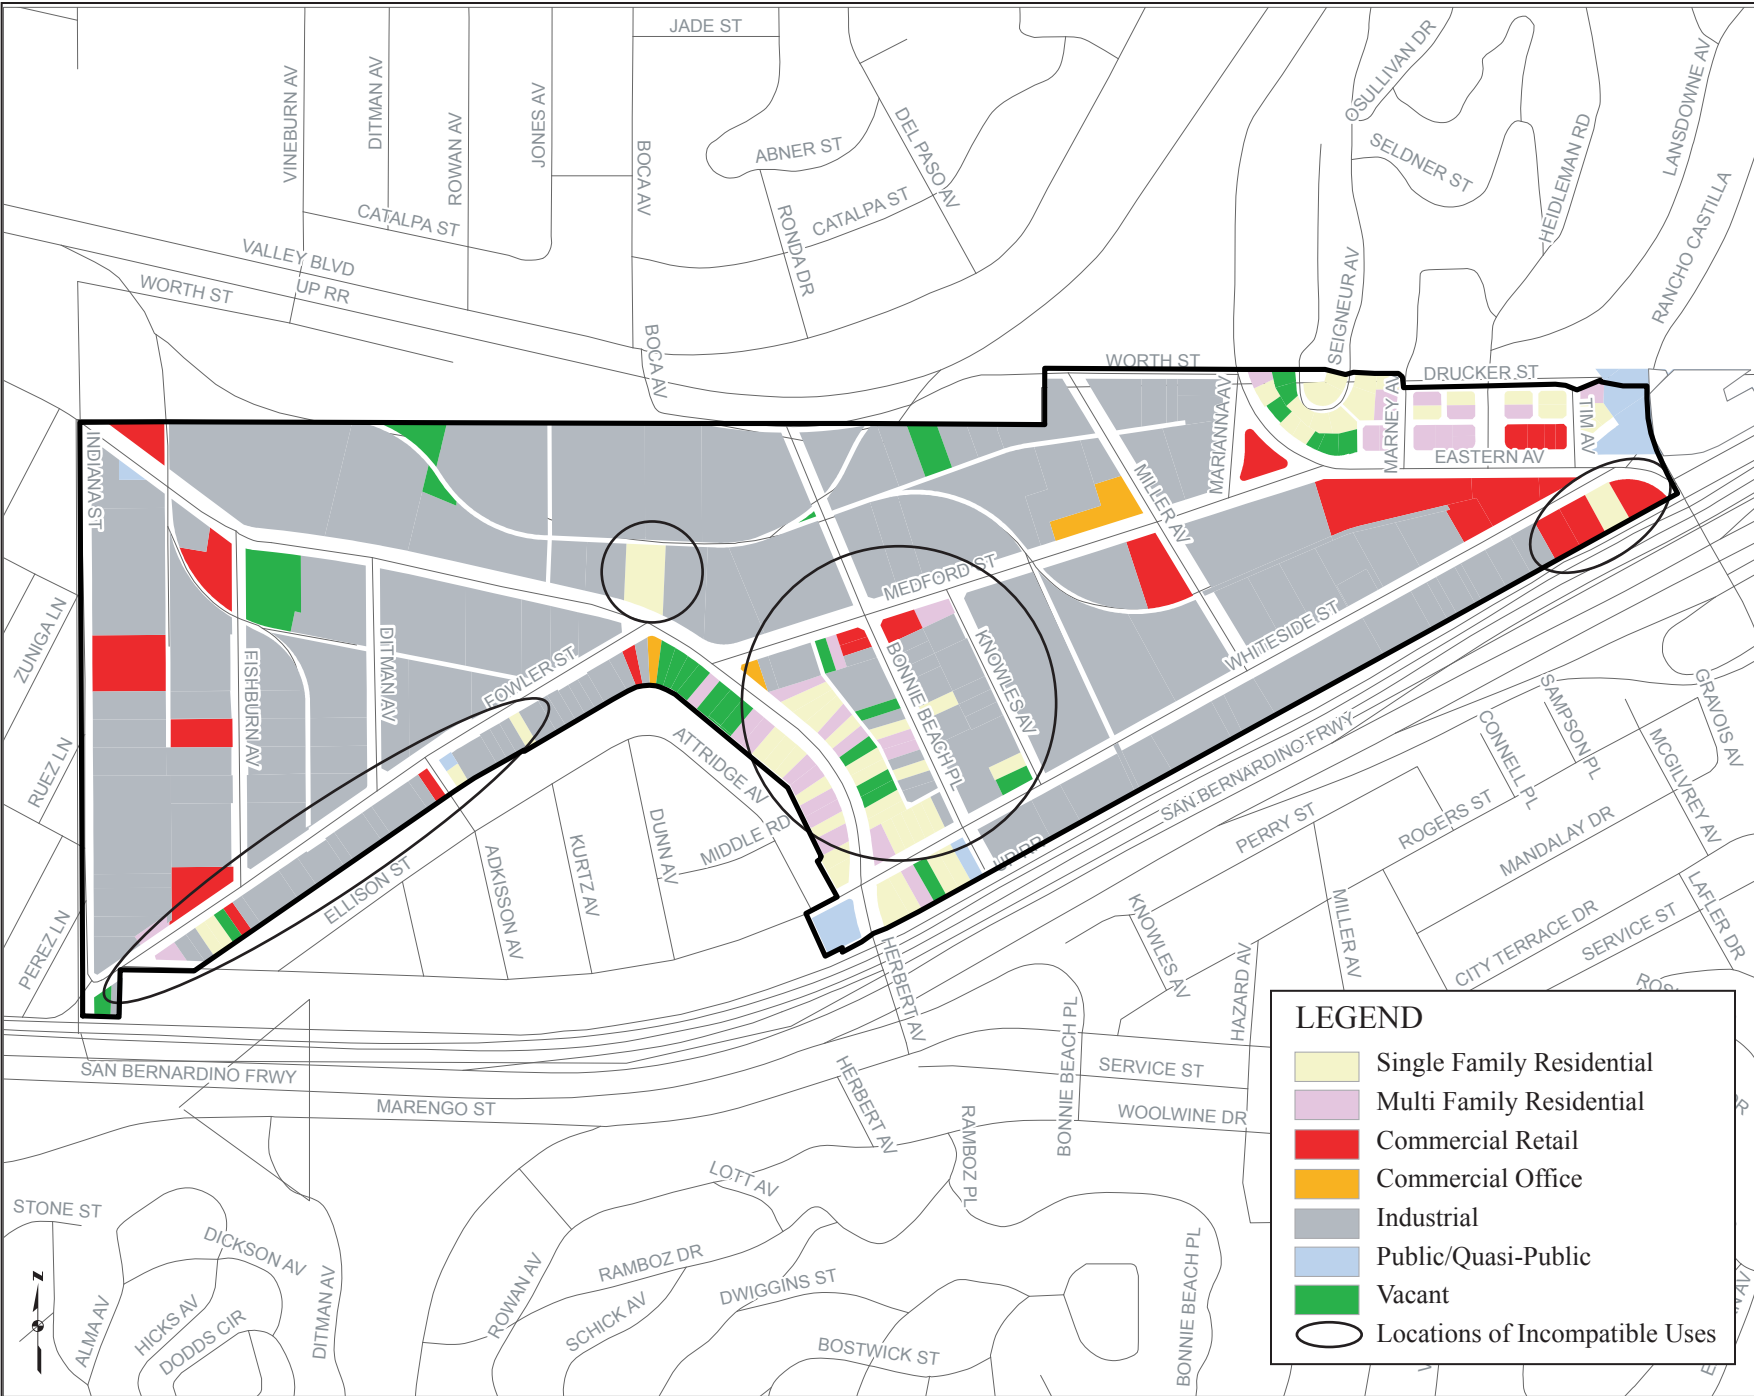 JADE ST
VINEBURN AV
DITMAN AV
ROWAN AV
JONES AV
BOCA AV
ABNER ST
DEL PASO AV
CATALPA ST
RONDA DR
CATALPA ST
OSULLIVAN DR
SELDNER ST
HEIDLEMAN RD
LANSDOWNE AV
RANCHO CASTILLA
SEIGNEUR AV
VALLEY BLVD
UP RR
WORTH ST
BOCA AV
WORTH ST
DRUCKER ST
MARIANNA AV
MARNEY AV
TIM AV
EASTERN AV
INDIANA ST
MILLER AV
MEDFORD ST
ZUNIGA LN
FISHBURN AV
DITMAN AV
FOWLER ST
BONNIE BEACH PL
KNOWLES AV
WHITESIDE ST
SAN BERNARDINO FRWY
RUEZ LN
ATTRIDGE AV
MIDDLE RD
DUNN AV
KURTZ AV
ADKISSON AV
ELLISON ST
UP RR
PEREZ LN
SAMPSON PL
CONNELL PL
GRAVOIS AV
MCGILVREY AV
PERRY ST
ROGERS ST
MANDALAY DR
LAFLER DR
CITY TERRACE DR
SERVICE ST
KNOWLES AV
MILLER AV
HAZARD AV
HERBERT AV
BONNIE BEACH PL
SERVICE ST
WOOLWINE DR
SAN BERNARDINO FRWY
MARENGO ST
HERBERT AV
RAMBOZ PL
LOTT AV
STONE ST
DICKSON AV
DITMAN AV
ALMA AV
HICKS AV
DODDS CIR
ROWAN AV
RAMBOZ DR
SCHICK AV
DWIGGINS ST
BOSTWICK ST
BONNIE BEACH PL
LEGEND
Single Family Residential
Multi Family Residential
Commercial Retail
Commercial Office
Industrial
Public/Quasi-Public
Vacant
Locations of Incompatible Uses